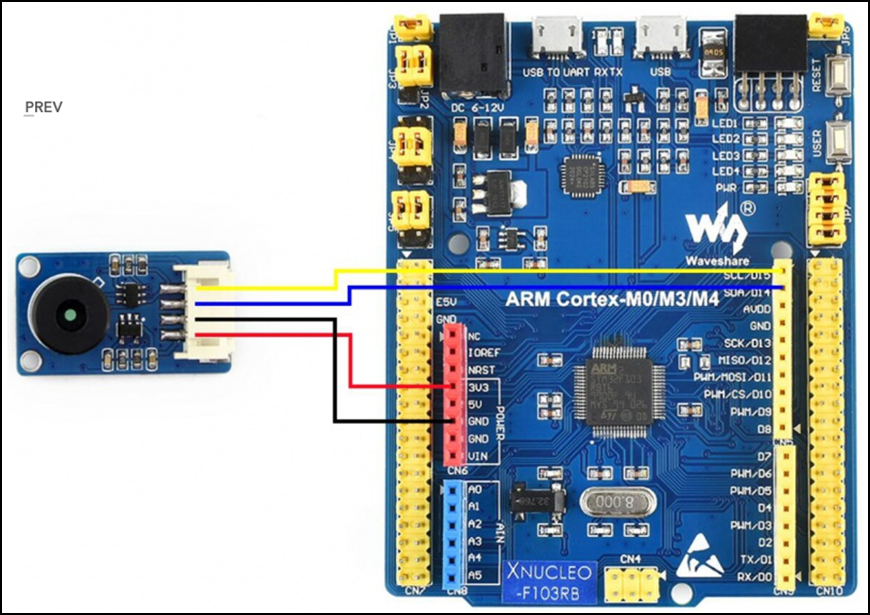 PREV
JP1
JP3
JP2
DC 6-12V
USB TO UART RXTX
USB
JP6
RESET
USER
LED1
LED2
LED3
LED4
PWR
JP4
JP5
JP7
®
Waveshare
ARM Cortex-M0/M3/M4
E5V
GND
NC
IOREF
NRST
3V3
5V
GND
GND
VIN
POWER
CN6
SCL/D15
SDA/D14
AVDD
GND
SCK/D13
MISO/D12
PWM/MOSI/D11
PWM/CS/D10
PWM/D9
D8
CN5
ARM
A0
A1
A2
A3
A4
A5
AIN
32.768
8.000
D7
PWM/D6
PWM/D5
D4
PWM/D3
D2
TX/D1
RX/D0
CN7
CN8
XNUCLEO
-F103RB
CN4
CN9
CN10